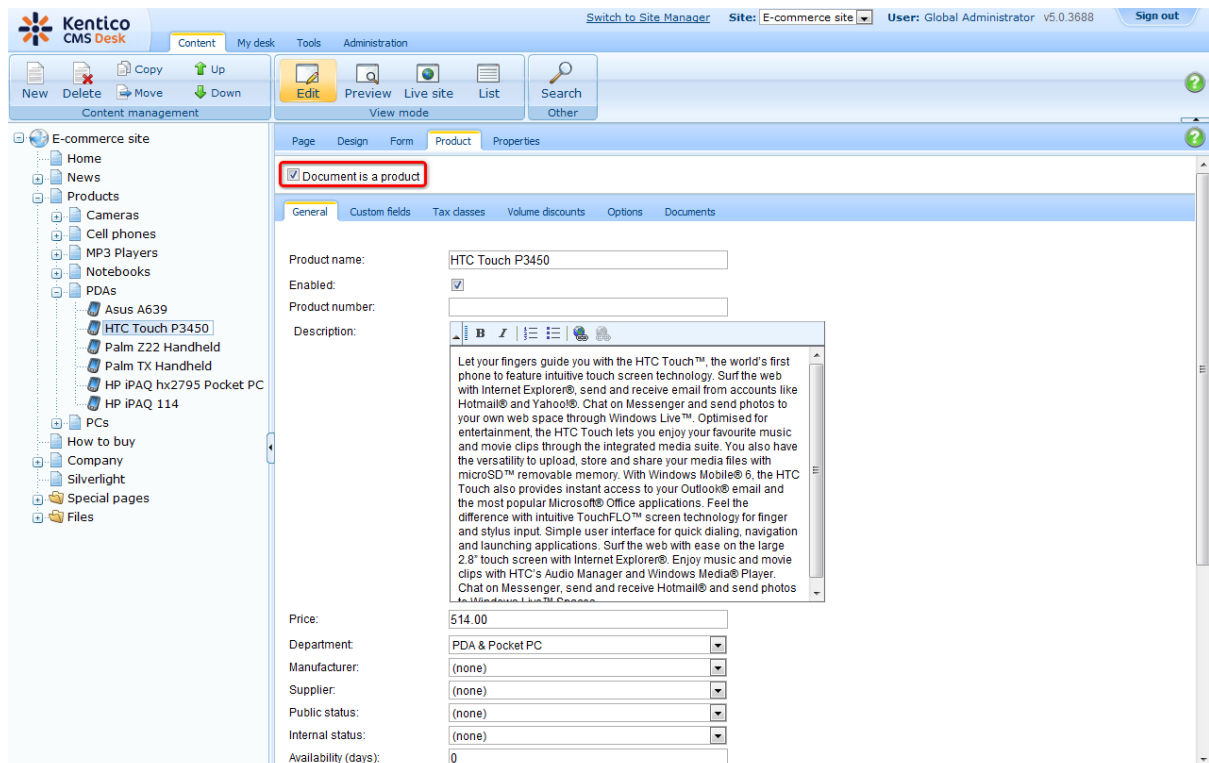 Kentico
CMS Desk
Switch to Site Manager Site: E-commerce site User: Global Administrator v5.0.3688 Sign out
Content My desk Tools Administration
New Delete Copy Move Up Down
Content management
Edit Preview Live site List
View mode
Search
Other
E-commerce site
Home
News
Products
Cameras
Cell phones
MP3 Players
Notebooks
PDAs
Asus A639
HTC Touch P3450
Palm Z22 Handheld
Palm TX Handheld
HP iPAQ hx2795 Pocket PC
HP iPAQ 114
PCs
How to buy
Company
Silverlight
Special pages
Files
Page Design Form Product Properties
Document is a product
General Custom fields Tax classes Volume discounts Options Documents
Product name: HTC Touch P3450
Enabled:
Product number:
Description:
B I
Let your fingers guide you with the HTC Touch™, the world's first
phone to feature intuitive touch screen technology. Surf the web
with Internet Explorer®, send and receive email from accounts like
Hotmail® and Yahoo!®. Chat on Messenger and send photos to
your own web space through Windows Live™. Optimised for
entertainment, the HTC Touch lets you enjoy your favourite music
and movie clips through the integrated media suite. You also have
the versatility to upload, store and share your media files with
microSD™ removable memory. With Windows Mobile® 6, the HTC
Touch also provides instant access to your Outlook® email and
the most popular Microsoft® Office applications. Feel the
difference with intuitive TouchFLO™ screen technology for finger
and stylus input. Simple user interface for quick dialing, navigation
and launching applications. Surf the web with ease on the large
2.8" touch screen with Internet Explorer®. Enjoy music and movie
clips with HTC's Audio Manager and Windows Media® Player.
Chat on Messenger, send and receive Hotmail® and send photos
to Windows Live™ Spaces
Price: 514.00
Department: PDA & Pocket PC
Manufacturer: (none)
Supplier: (none)
Public status: (none)
Internal status: (none)
Availability (days): 0